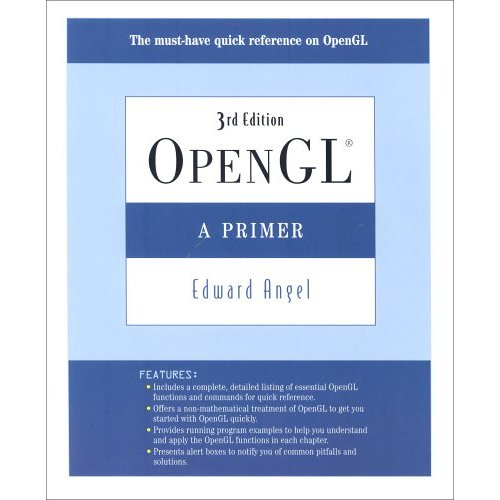 The must-have quick reference on OpenGL
3rd Edition
OPENGL®
A PRIMER
Edward Angel
FEATURES:
• Includes a complete, detailed listing of essential OpenGL
functions and commands for quick reference.
• Offers a non-mathematical treatment of OpenGL to get you
started with OpenGL quickly.
• Provides running program examples to help you understand
and apply the OpenGL functions in each chapter.
• Presents alert boxes to notify you of common pitfalls and
solutions.